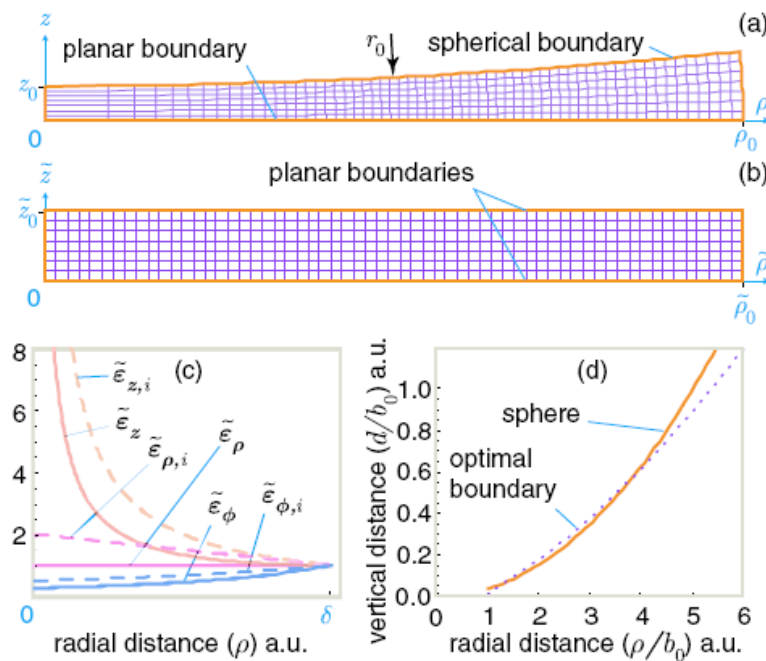 z
(a)
planar boundary
r₀
spherical boundary
z₀
ρ
0
ρ₀
z̃
planar boundaries
(b)
z̃₀
ρ̃
0
ρ̃₀
8
(c)
ε̃z,i
6
ε̃z
ε̃ρ,i
ε̃ρ
4
ε̃ϕ
ε̃ϕ,i
2
0
δ
radial distance (ρ) a.u.
vertical distance (d/b₀) a.u.
(d)
1.0
sphere
0.8
optimal
boundary
0.6
0.4
0.2
0.0
0 1 2 3 4 5 6
radial distance (ρ/b₀) a.u.